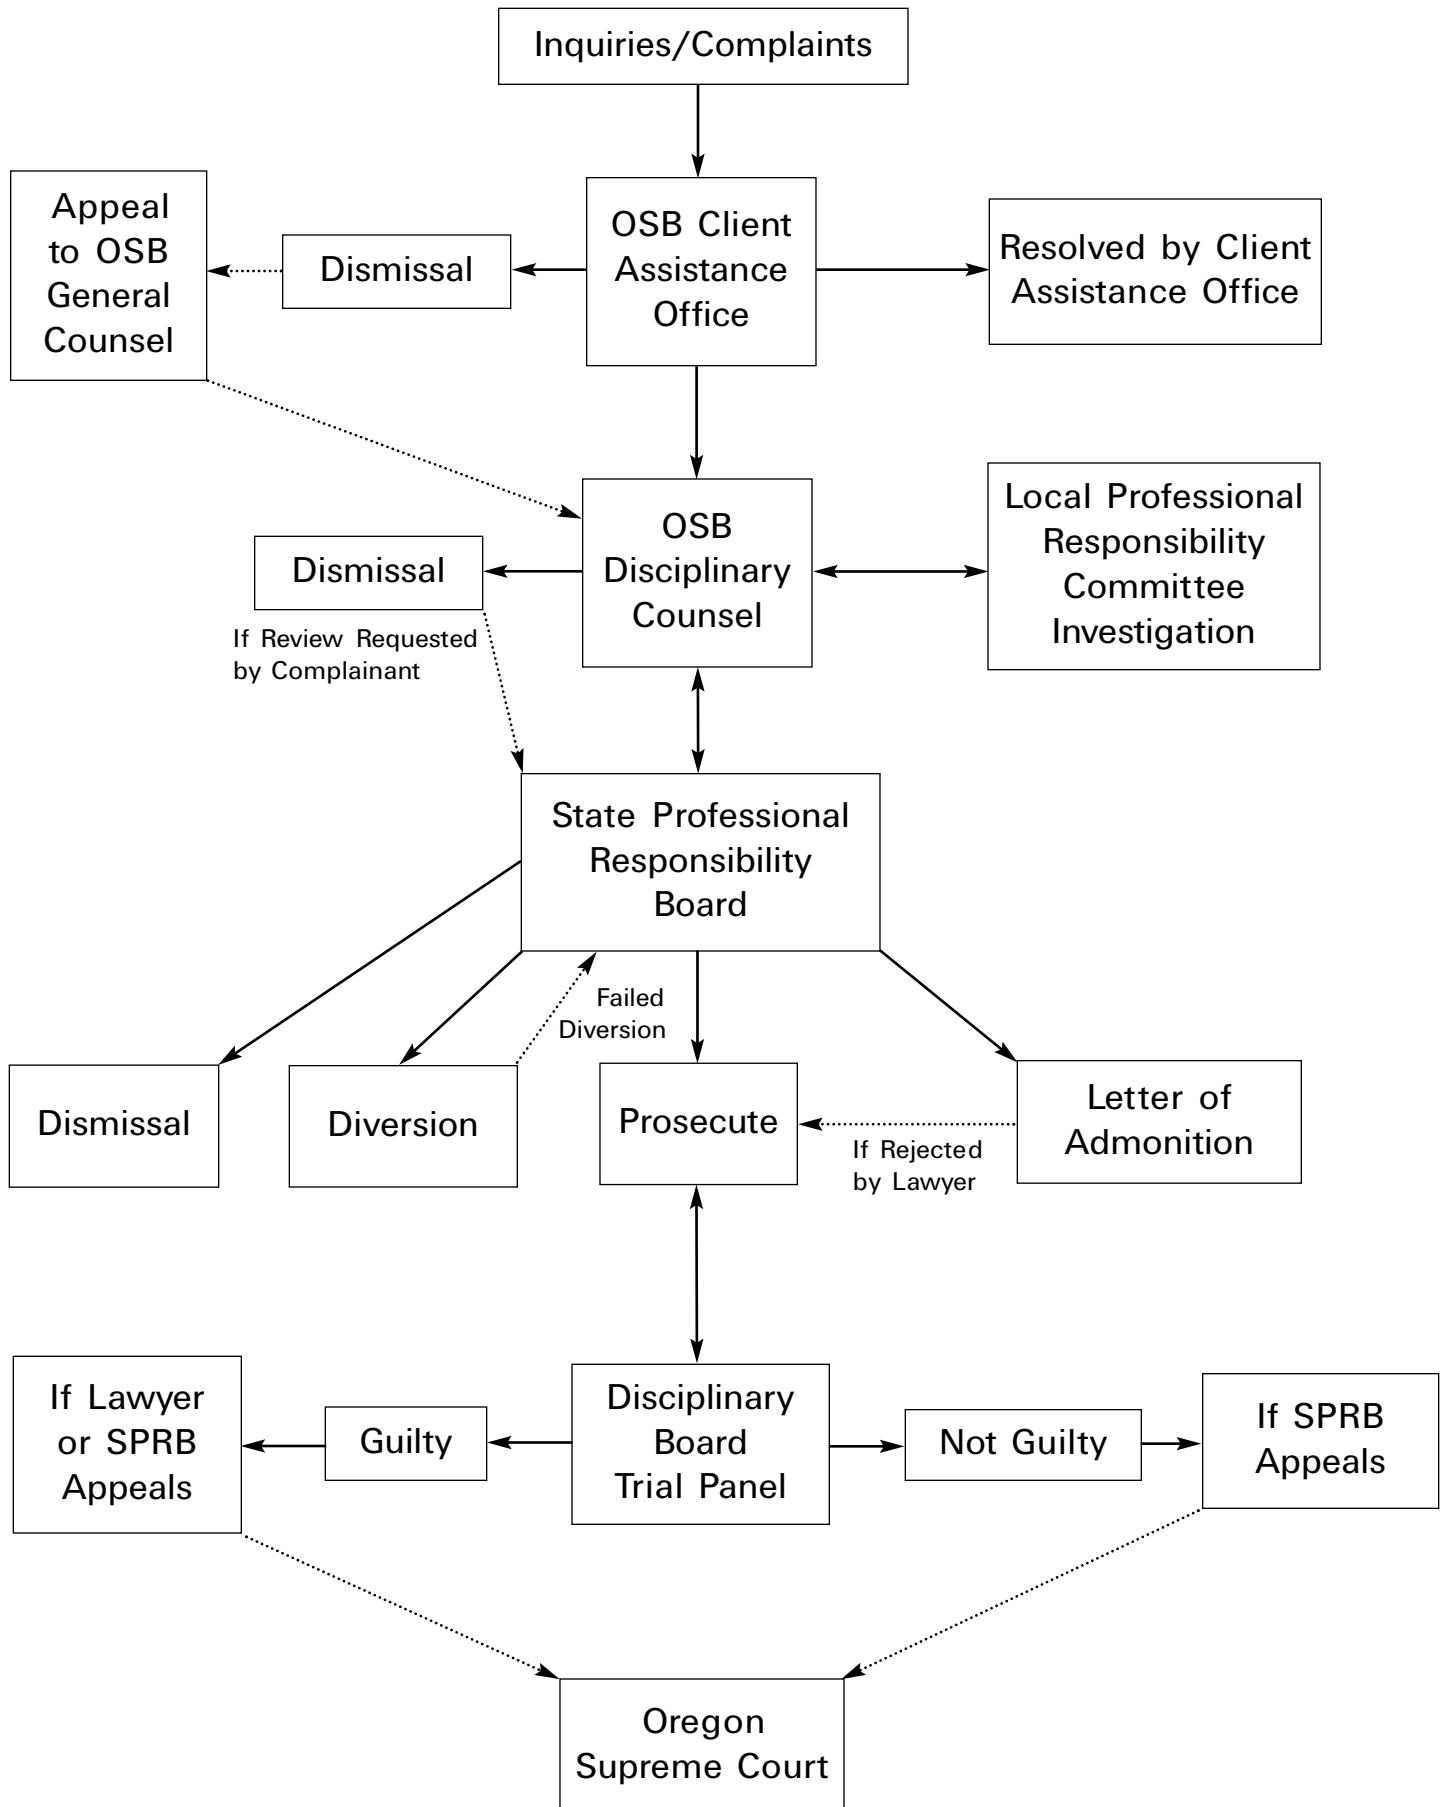 Inquiries/Complaints
Appeal
to OSB
General
Counsel
Dismissal
OSB Client
Assistance
Office
Resolved by Client
Assistance Office
Dismissal
If Review Requested
by Complainant
OSB
Disciplinary
Counsel
Local Professional
Responsibility
Committee
Investigation
State Professional
Responsibility
Board
Failed
Diversion
Dismissal
Diversion
Prosecute
If Rejected
by Lawyer
Letter of
Admonition
If Lawyer
or SPRB
Appeals
Guilty
Disciplinary
Board
Trial Panel
Not Guilty
If SPRB
Appeals
Oregon
Supreme Court